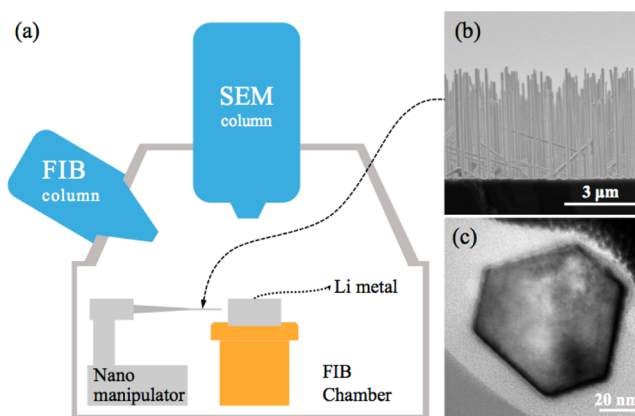 (a)
SEM
column
FIB
column
Li metal
Nano
manipulator
FIB
Chamber
(b)
3 μm
(c)
20 nm